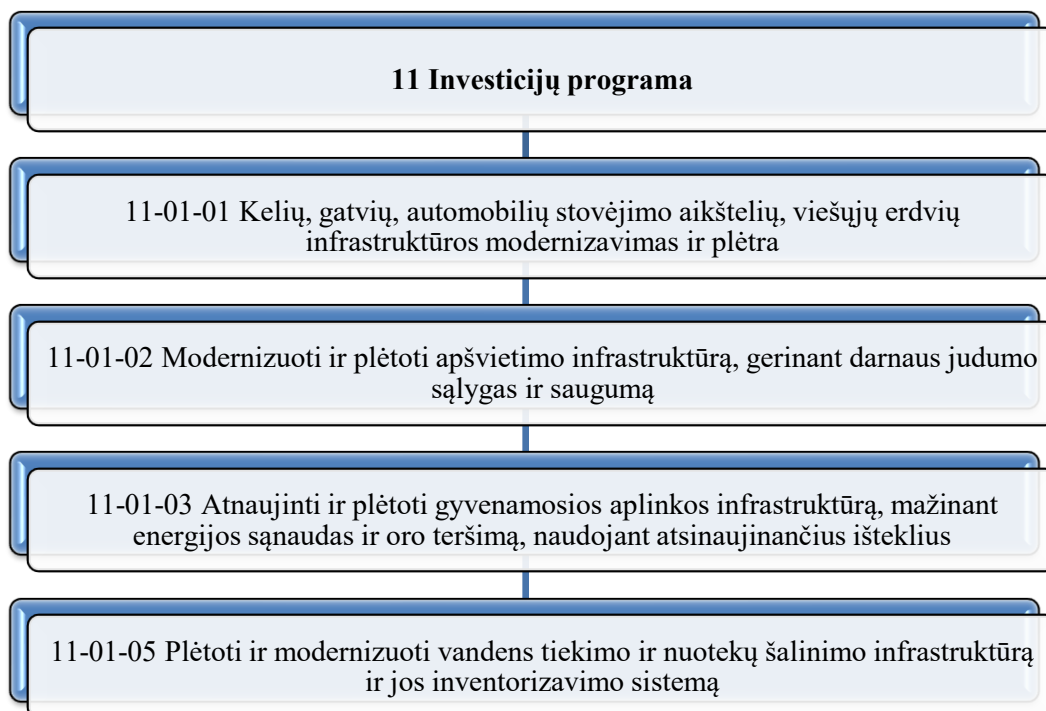 11 Investicijų programa
11-01-01 Kelių, gatvių, automobilių stovėjimo aikštelių, viešųjų erdvių
infrastruktūros modernizavimas ir plėtra
11-01-02 Modernizuoti ir plėtoti apšvietimo infrastruktūrą, gerinant darnaus judumo
sąlygas ir saugumą
11-01-03 Atnaujinti ir plėtoti gyvenamosios aplinkos infrastruktūrą, mažinant
energijos sąnaudas ir oro teršimą, naudojant atsinaujinančius išteklius
11-01-05 Plėtoti ir modernizuoti vandens tiekimo ir nuotekų šalinimo infrastruktūrą
ir jos inventorizavimo sistemą